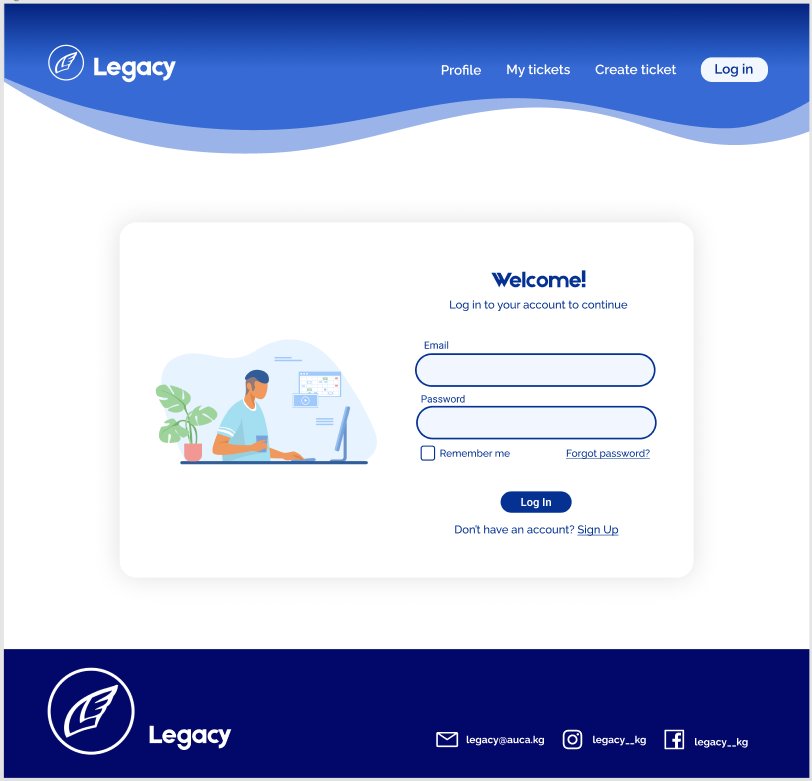 Legacy
Profile My tickets Create ticket Log in
Welcome!
Log in to your account to continue
Email
Password
Remember me Forgot password?
Log In
Don't have an account? Sign Up
Legacy
legacy@auca.kg legacy__kg legacy__kg